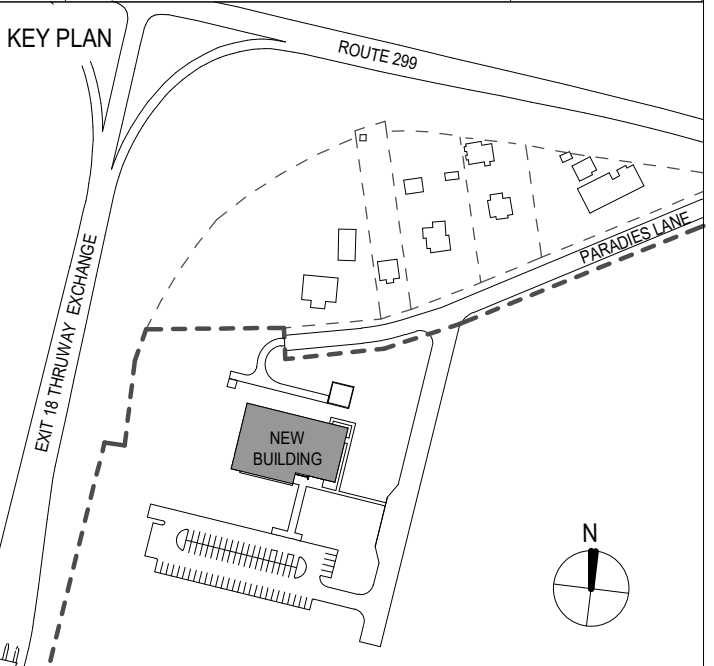 KEY PLAN
ROUTE 299
PARADIES LANE
EXIT 18 THRUWAY EXCHANGE
NEW
BUILDING
N